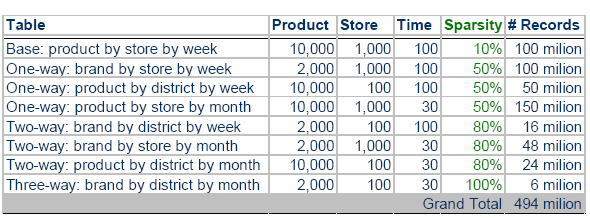 Table Product Store Time Sparsity # Records
Base: product by store by week 10,000 1,000 100 10% 100 milion
One-way: brand by store by week 2,000 1,000 100 50% 100 milion
One-way: product by district by week 10,000 100 100 50% 50 milion
One-way: product by store by month 10,000 1,000 30 50% 150 milion
Two-way: brand by district by week 2,000 100 100 80% 16 milion
Two-way: brand by store by month 2,000 1,000 30 80% 48 milion
Two-way: product by district by month 10,000 100 30 80% 24 milion
Three-way: brand by district by month 2,000 100 30 100% 6 milion
Grand Total 494 milion